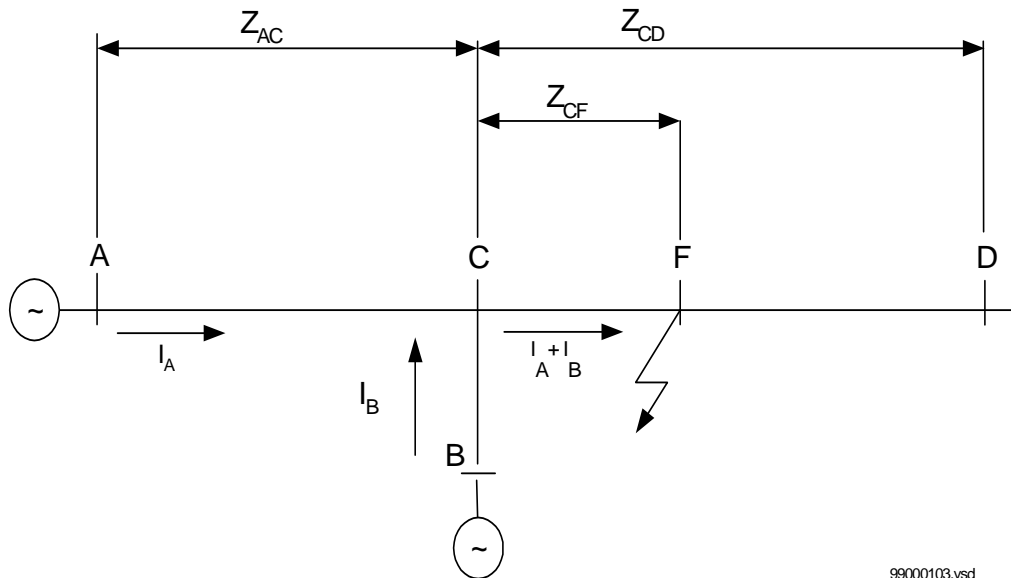 Z_AC
Z_CD
Z_CF
A
C
F
D
~
I_A
I_A+I_B
I_B
B
~
99000103.vsd